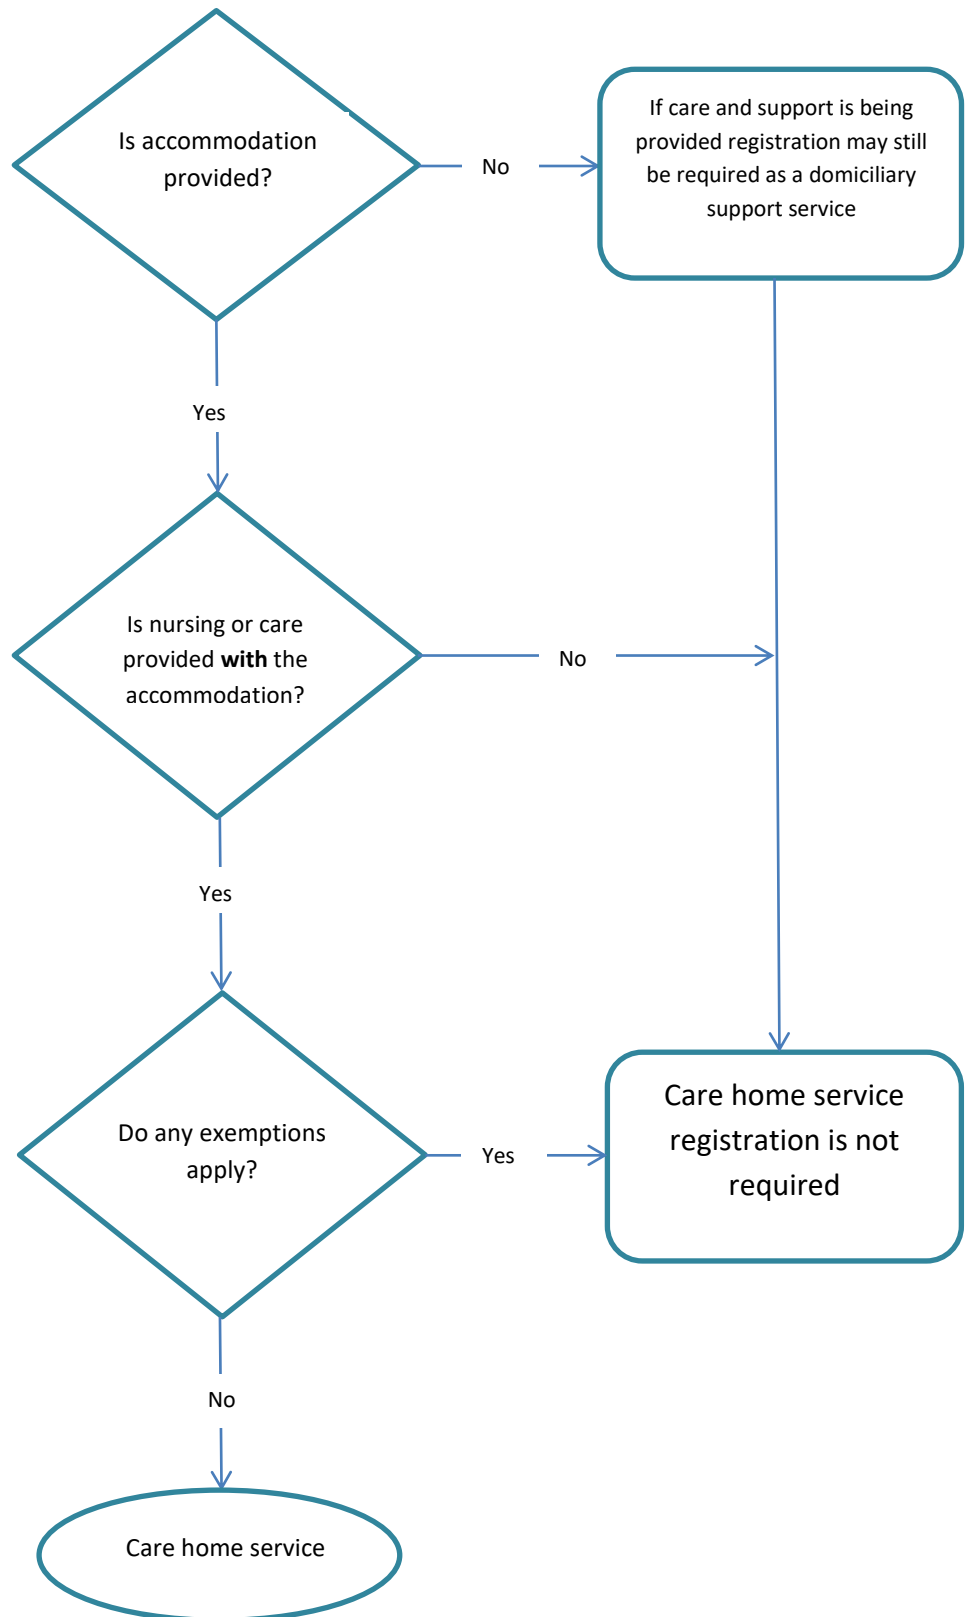 Is accommodation
provided?
No
If care and support is being
provided registration may still
be required as a domiciliary
support service
Yes
Is nursing or care
provided with the
accommodation?
No
Yes
Do any exemptions
apply?
Yes
Care home service
registration is not
required
No
Care home service